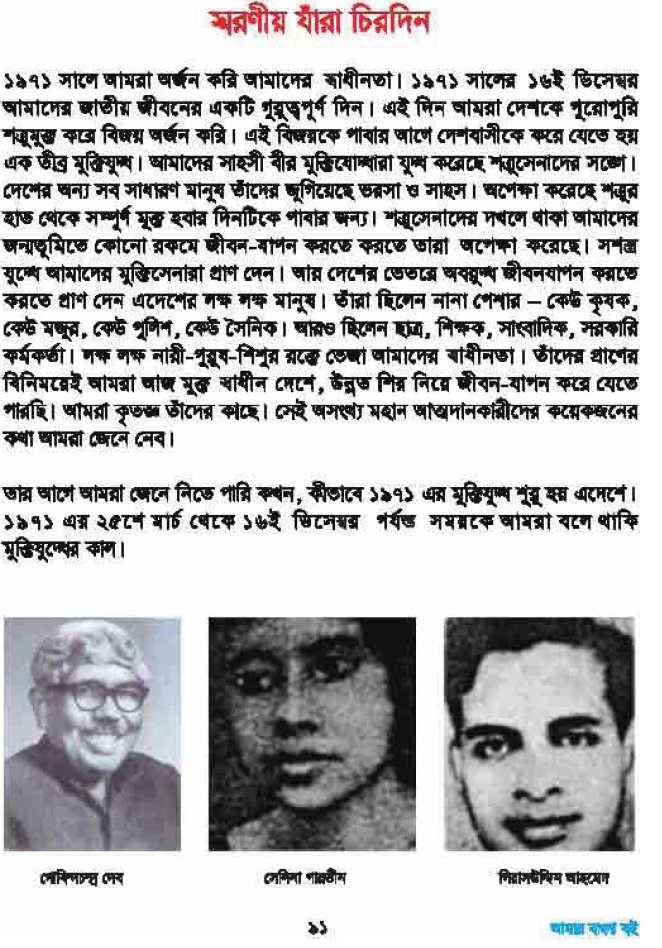 স্মরণীয় যাঁরা চিরদিন
১৯৭১ সালে আমরা অর্জন করি আমাদের স্বাধীনতা। ১৯৭১ সালের ১৬ই ডিসেম্বর
আমাদের জাতীয় জীবনের একটি গুরুত্বপূর্ণ দিন। এই দিন আমরা দেশকে পুরোপুরি
শত্রুমুক্ত করে বিজয় অর্জন করি। এই বিজয়কে পাবার আগে দেশবাসীকে করে যেতে হয়
এক তীব্র মুক্তিযুদ্ধ। আমাদের সাহসী বীর মুক্তিযোদ্ধারা যুদ্ধ করেছে শত্রুসেনাদের সঙ্গে।
দেশের অন্য সব সাধারণ মানুষ তাঁদের জুগিয়েছে ভরসা ও সাহস। অপেক্ষা করেছে শত্রুর
হাত থেকে সম্পূর্ণ মুক্ত হবার দিনটিকে পাবার জন্য। শত্রুসেনাদের দখলে থাকা আমাদের
জন্মভূমিতে কোনো রকমে জীবন-যাপন করতে করতে তারা অপেক্ষা করেছে। সশস্ত্র
যুদ্ধে আমাদের মুক্তিসেনারা প্রাণ দেন। আর দেশের ভেতরে অবরুদ্ধ জীবনযাপন করতে
করতে প্রাণ দেন এদেশের লক্ষ লক্ষ মানুষ। তাঁরা ছিলেন নানা পেশার – কেউ কৃষক,
কেউ মজুর, কেউ পুলিশ, কেউ সৈনিক। আরও ছিলেন ছাত্র, শিক্ষক, সাংবাদিক, সরকারি
কর্মকর্তা। লক্ষ লক্ষ নারী-পুরুষ-শিশুর রক্তে ভেজা আমাদের স্বাধীনতা। তাঁদের প্রাণের
বিনিময়েই আমরা আজ মুক্ত স্বাধীন দেশে, উন্নত শির নিয়ে জীবন-যাপন করে যেতে
পারছি। আমরা কৃতজ্ঞ তাঁদের কাছে। সেই অসংখ্য মহান আত্মদানকারীদের কয়েকজনের
কথা আমরা জেনে নেব।
তার আগে আমরা জেনে নিতে পারি কখন, কীভাবে ১৯৭১ এর মুক্তিযুদ্ধ শুরু হয় এদেশে।
১৯৭১ এর ২৫শে মার্চ থেকে ১৬ই ডিসেম্বর পর্যন্ত সময়কে আমরা বলে থাকি
মুক্তিযুদ্ধের কাল।
গোবিন্দচন্দ্র দেব
সেলিনা পারভীন
সিরাজউদ্দিন আহমেদ
৯১
আমার বাংলা বই